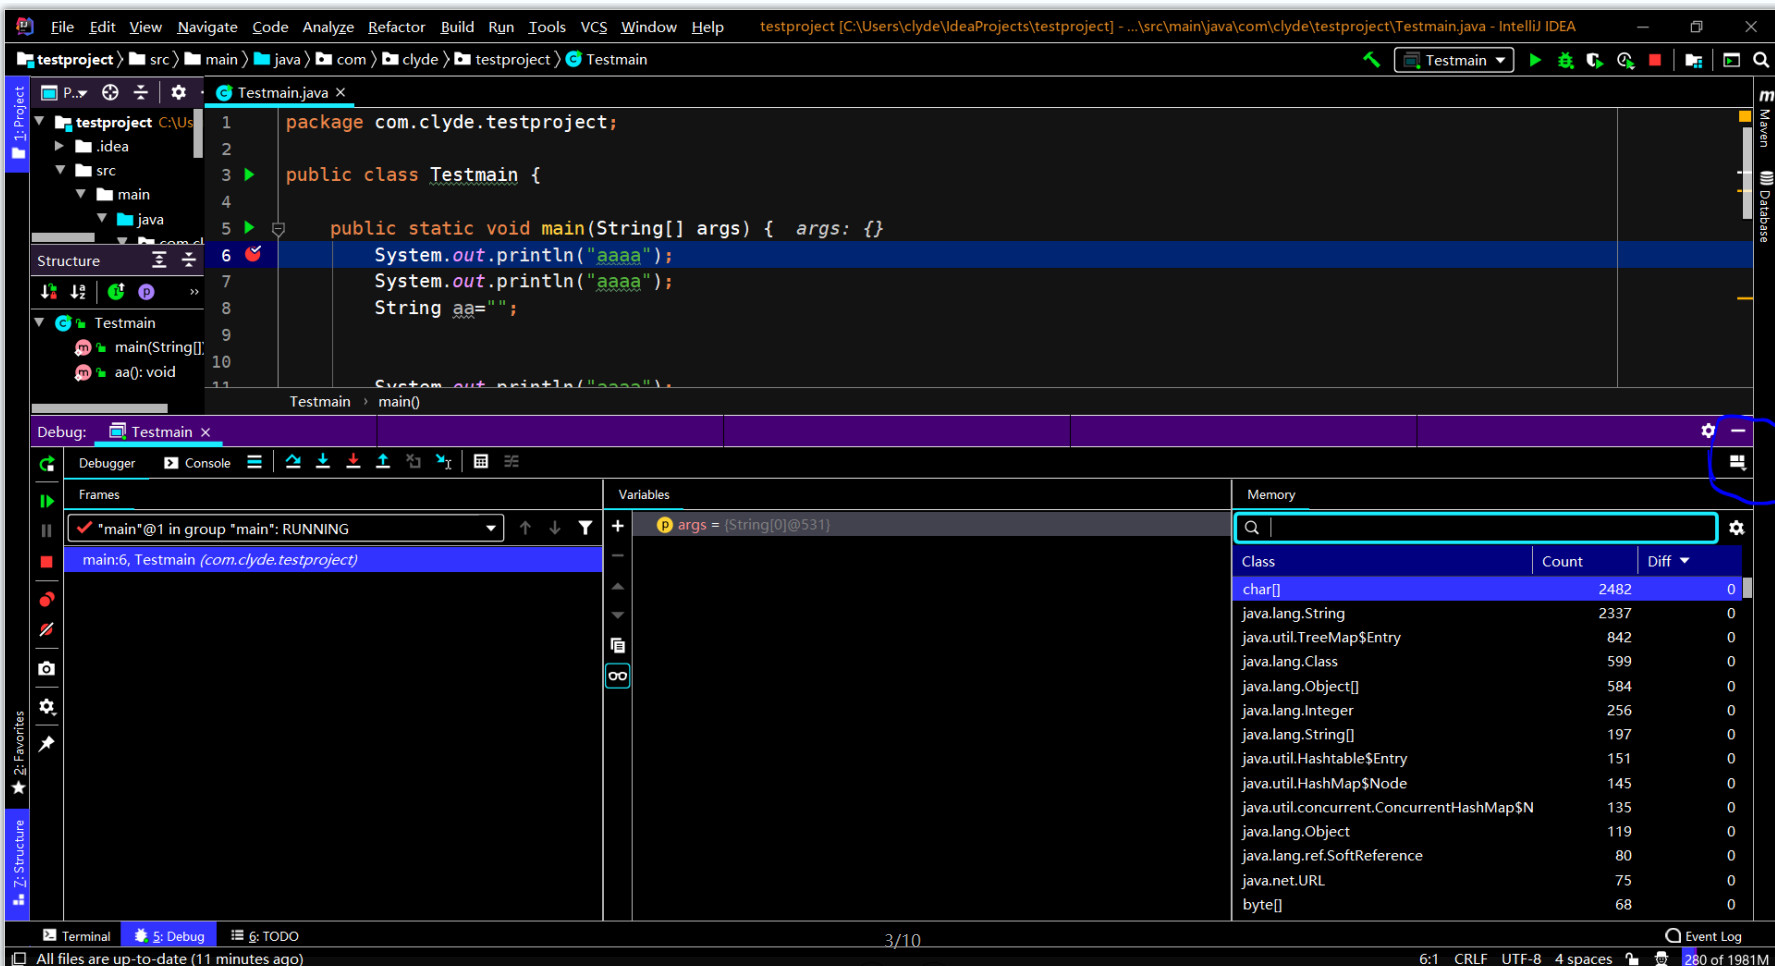 File Edit View Navigate Code Analyze Refactor Build Run Tools VCS Window Help testproject [C:\Users\clyde\IdeaProjects\testproject] - ...\src\main\java\com\clyde\testproject\Testmain.java - IntelliJ IDEA
testproject src main java com clyde testproject Testmain
Testmain
1: Project
P..
Testmain.java
testproject C:\Us
.idea
src
main
java
com.cl
Structure
Testmain
main(String[])
aa(): void
1 package com.clyde.testproject;
2
3 public class Testmain {
4
5 public static void main(String[] args) { args: {}
6 System.out.println("aaaa");
7 System.out.println("aaaa");
8 String aa="";
9
10
11 System.out.println("aaaa");
Testmain › main()
m Maven
Database
Debug: Testmain
Debugger Console
Frames
"main"@1 in group "main": RUNNING
main:6, Testmain (com.clyde.testproject)
Variables
args = {String[0]@531}
Memory
Class Count Diff
char[] 2482 0
java.lang.String 2337 0
java.util.TreeMap$Entry 842 0
java.lang.Class 599 0
java.lang.Object[] 584 0
java.lang.Integer 256 0
java.lang.String[] 197 0
java.util.Hashtable$Entry 151 0
java.util.HashMap$Node 145 0
java.util.concurrent.ConcurrentHashMap$N 135 0
java.lang.Object 119 0
java.lang.ref.SoftReference 80 0
java.net.URL 75 0
byte[] 68 0
2: Favorites
Z: Structure
Terminal 5: Debug 6: TODO
3/10
Event Log
All files are up-to-date (11 minutes ago)
6:1 CRLF UTF-8 4 spaces 280 of 1981M